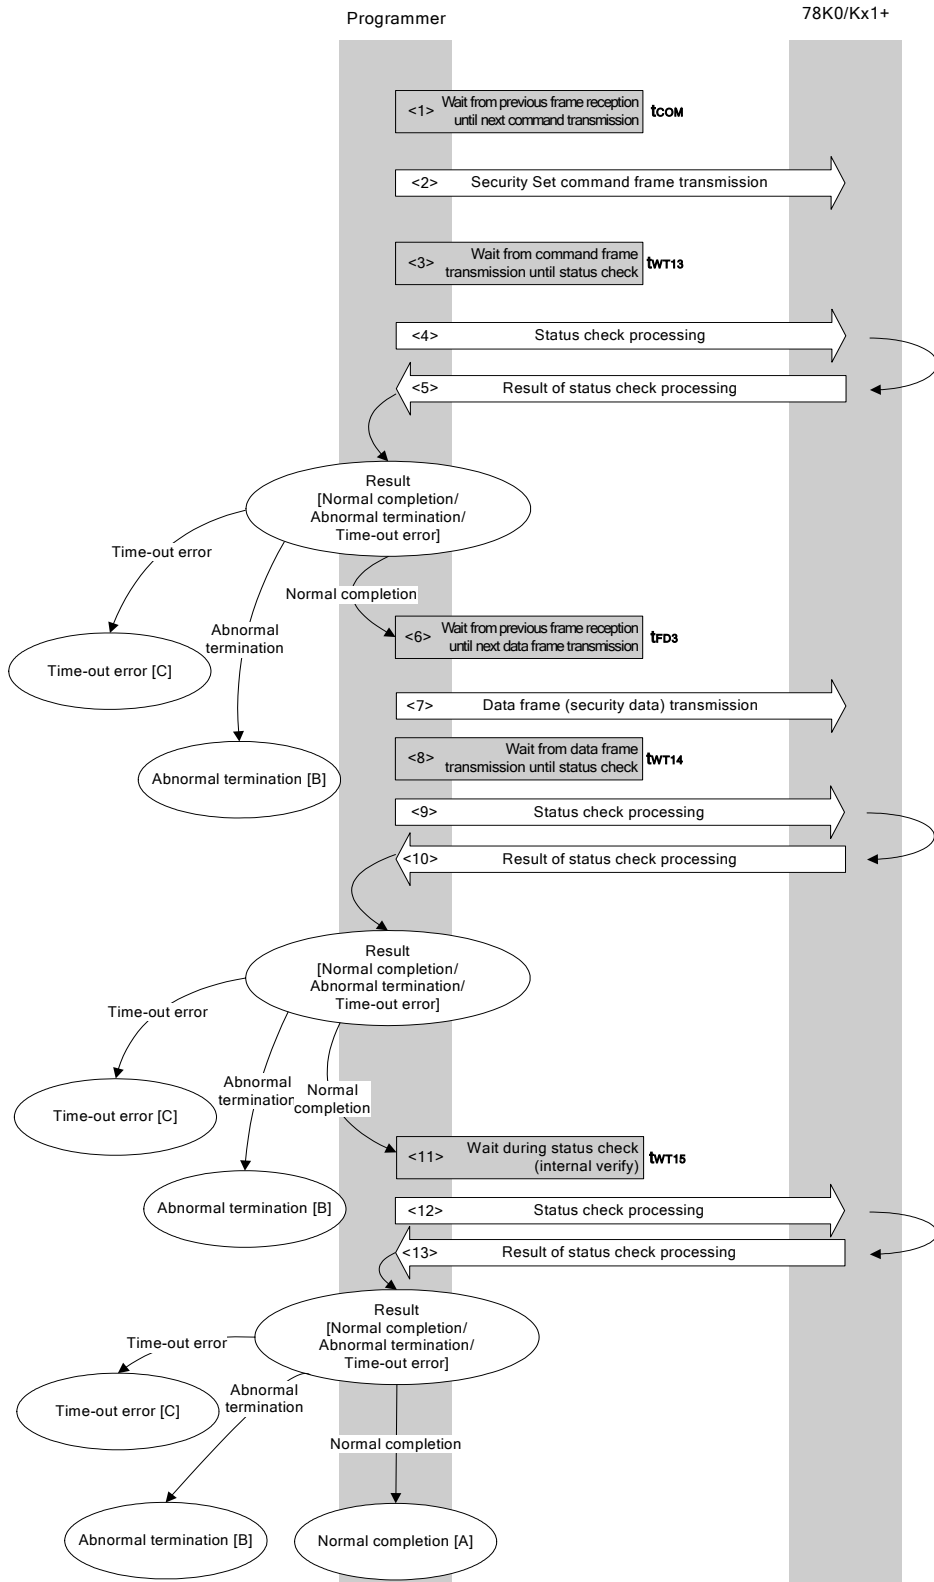 Programmer
78K0/Kx1+
<1> Wait from previous frame reception
until next command transmission
tCOM
<2> Security Set command frame transmission
<3> Wait from command frame
transmission until status check
tWT13
<4> Status check processing
<5> Result of status check processing
Result
[Normal completion/
Abnormal termination/
Time-out error]
Time-out error
Normal completion
Abnormal
termination
<6> Wait from previous frame reception
until next data frame transmission
tFD3
Time-out error [C]
<7> Data frame (security data) transmission
<8> Wait from data frame
transmission until status check
tWT14
Abnormal termination [B]
<9> Status check processing
<10> Result of status check processing
Result
[Normal completion/
Abnormal termination/
Time-out error]
Time-out error
Abnormal
termination
Normal
completion
Time-out error [C]
<11> Wait during status check
(internal verify)
tWT15
Abnormal termination [B]
<12> Status check processing
<13> Result of status check processing
Result
[Normal completion/
Abnormal termination/
Time-out error]
Time-out error
Abnormal
termination
Time-out error [C]
Normal completion
Abnormal termination [B]
Normal completion [A]